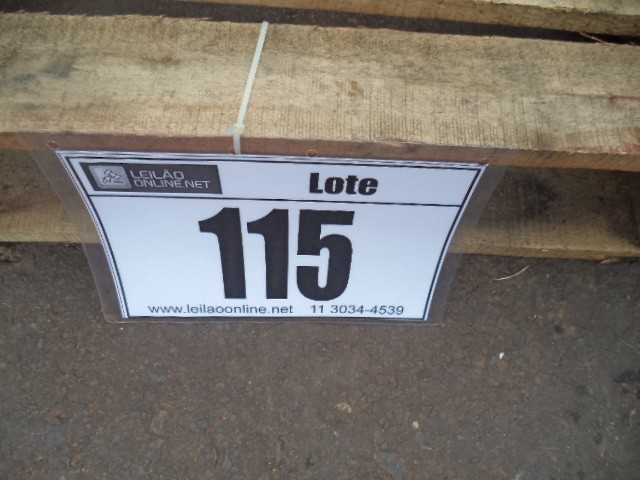 LEILÃO
ONLINE.NET
Lote
115
www.leilaoonline.net 11 3034-4539